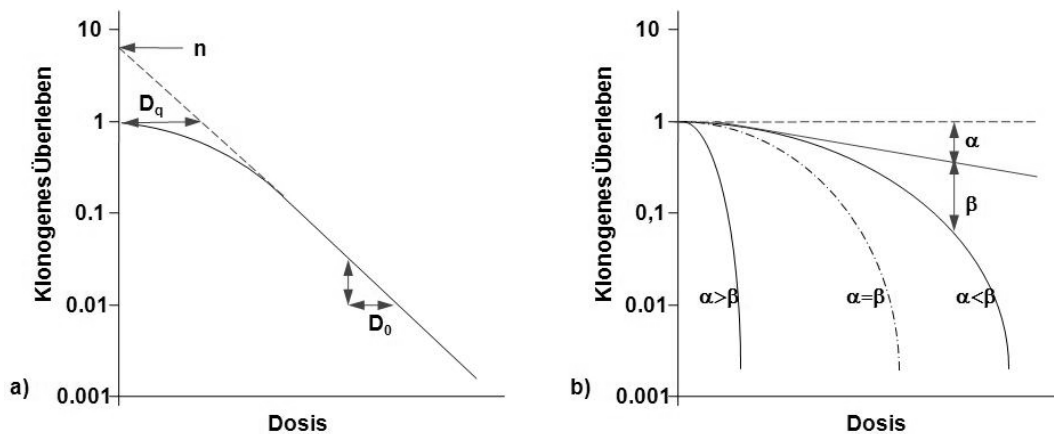 10
n
Dq
1
Klonogenes Überleben
0,1
0.01
D0
0.001
a)
Dosis
10
1
α
β
Klonogenes Überleben
0,1
0.01
α>β
α=β
α<β
0.001
b)
Dosis